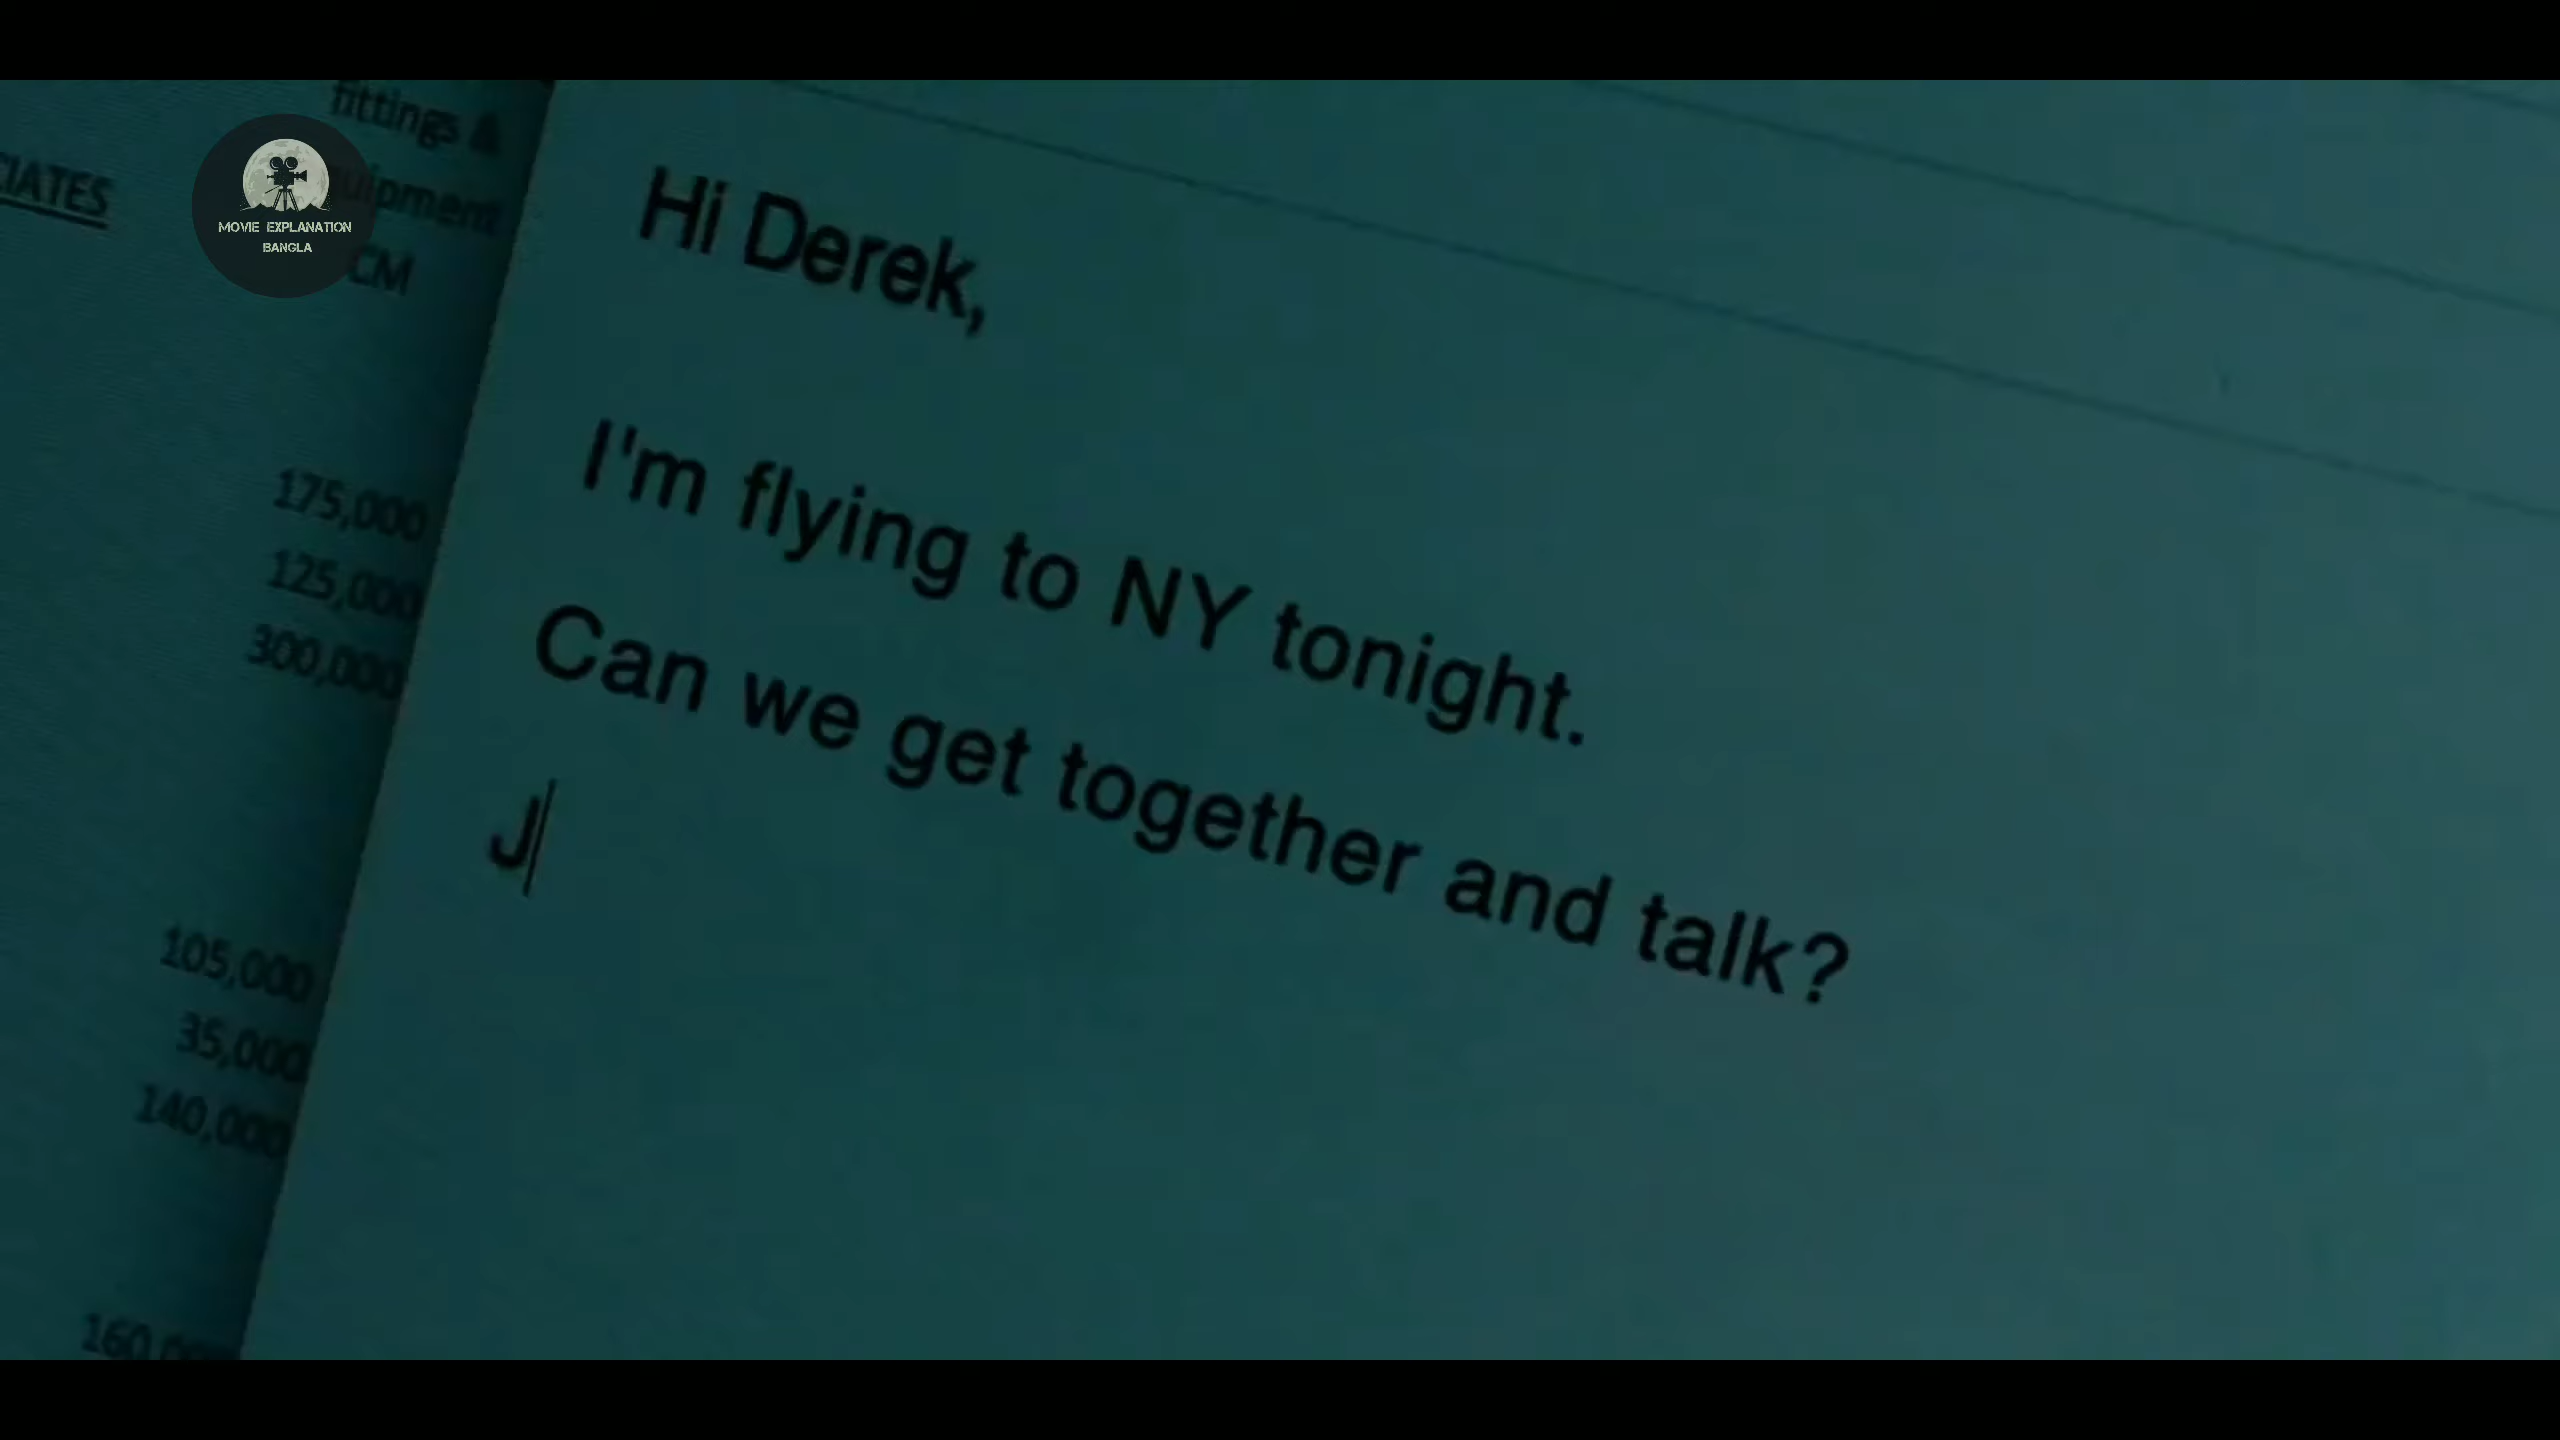 fittings &
CIATES
MOVIE EXPLANATION
BANGLA
CM
175,000
125,000
300,000
105,000
35,000
140,000
Hi Derek,
I'm flying to NY tonight.
Can we get together and talk?
J